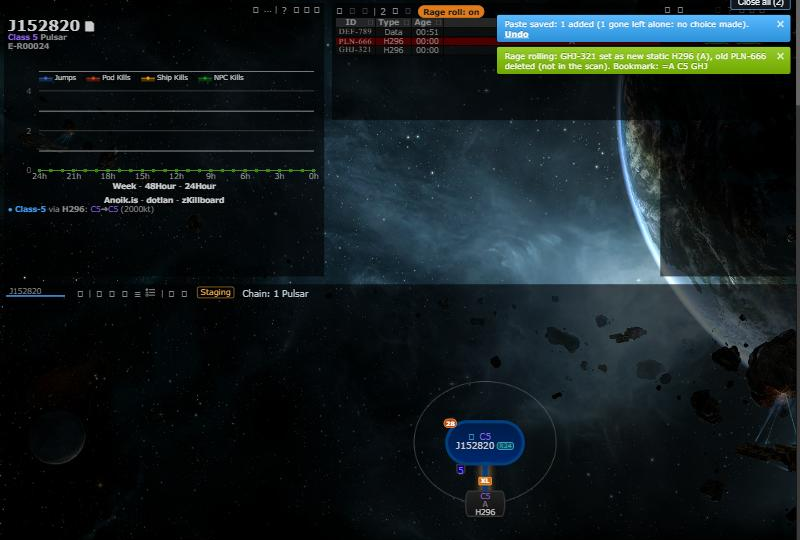 J152820
Class 5 Pulsar
E-R00024
... | ?
Jumps Pod Kills Ship Kills NPC Kills
4
2
0
24h 21h 18h 15h 12h 9h 6h 3h 0h
Week - 48Hour - 24Hour
Anoik.is - dotlan - zKillboard
• Class-5 via H296: C5→C5 (2000kt)
| 2 Rage roll: on
ID Type Age
DEF-789 Data 00:51
PLN-666 H296 00:00
GHJ-321 H296 00:00
Close all (2)
Paste saved: 1 added (1 gone left alone: no choice made). ×
Undo
Rage rolling: GHJ-321 set as new static H296 (A), old PLN-666 ×
deleted (not in the scan). Bookmark: =A C5 GHJ
J152820
Staging Chain: 1 Pulsar
28
C5
J152820 R24
5
XL
C5
A
H296